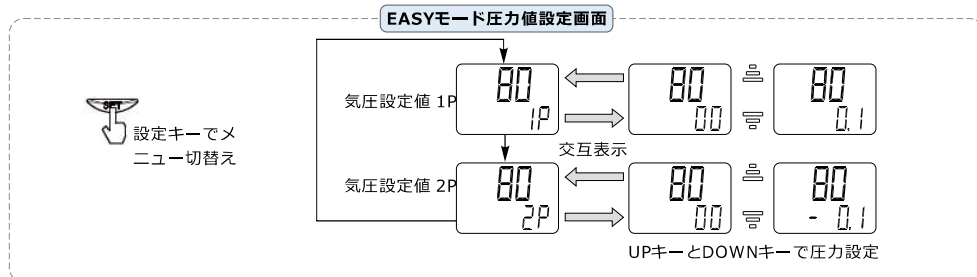 EASYモード圧力値設定画面
SET
設定キーでメ
ニュー切替え
気圧設定値 1P
80
1P
80
00
80
0.1
交互表示
気圧設定値 2P
80
2P
80
00
80
- 0.1
UPキーとDOWNキーで圧力設定